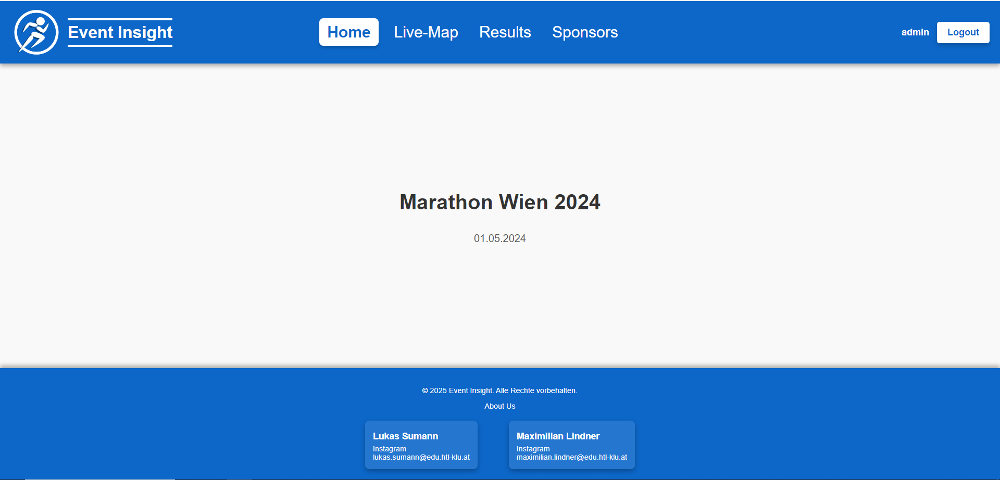 Event Insight
Home Live-Map Results Sponsors
admin Logout
Marathon Wien 2024
01.05.2024
© 2025 Event Insight. Alle Rechte vorbehalten.
About Us
Lukas Sumann
Instagram
lukas.sumann@edu.htl-klu.at
Maximilian Lindner
Instagram
maximilian.lindner@edu.htl-klu.at